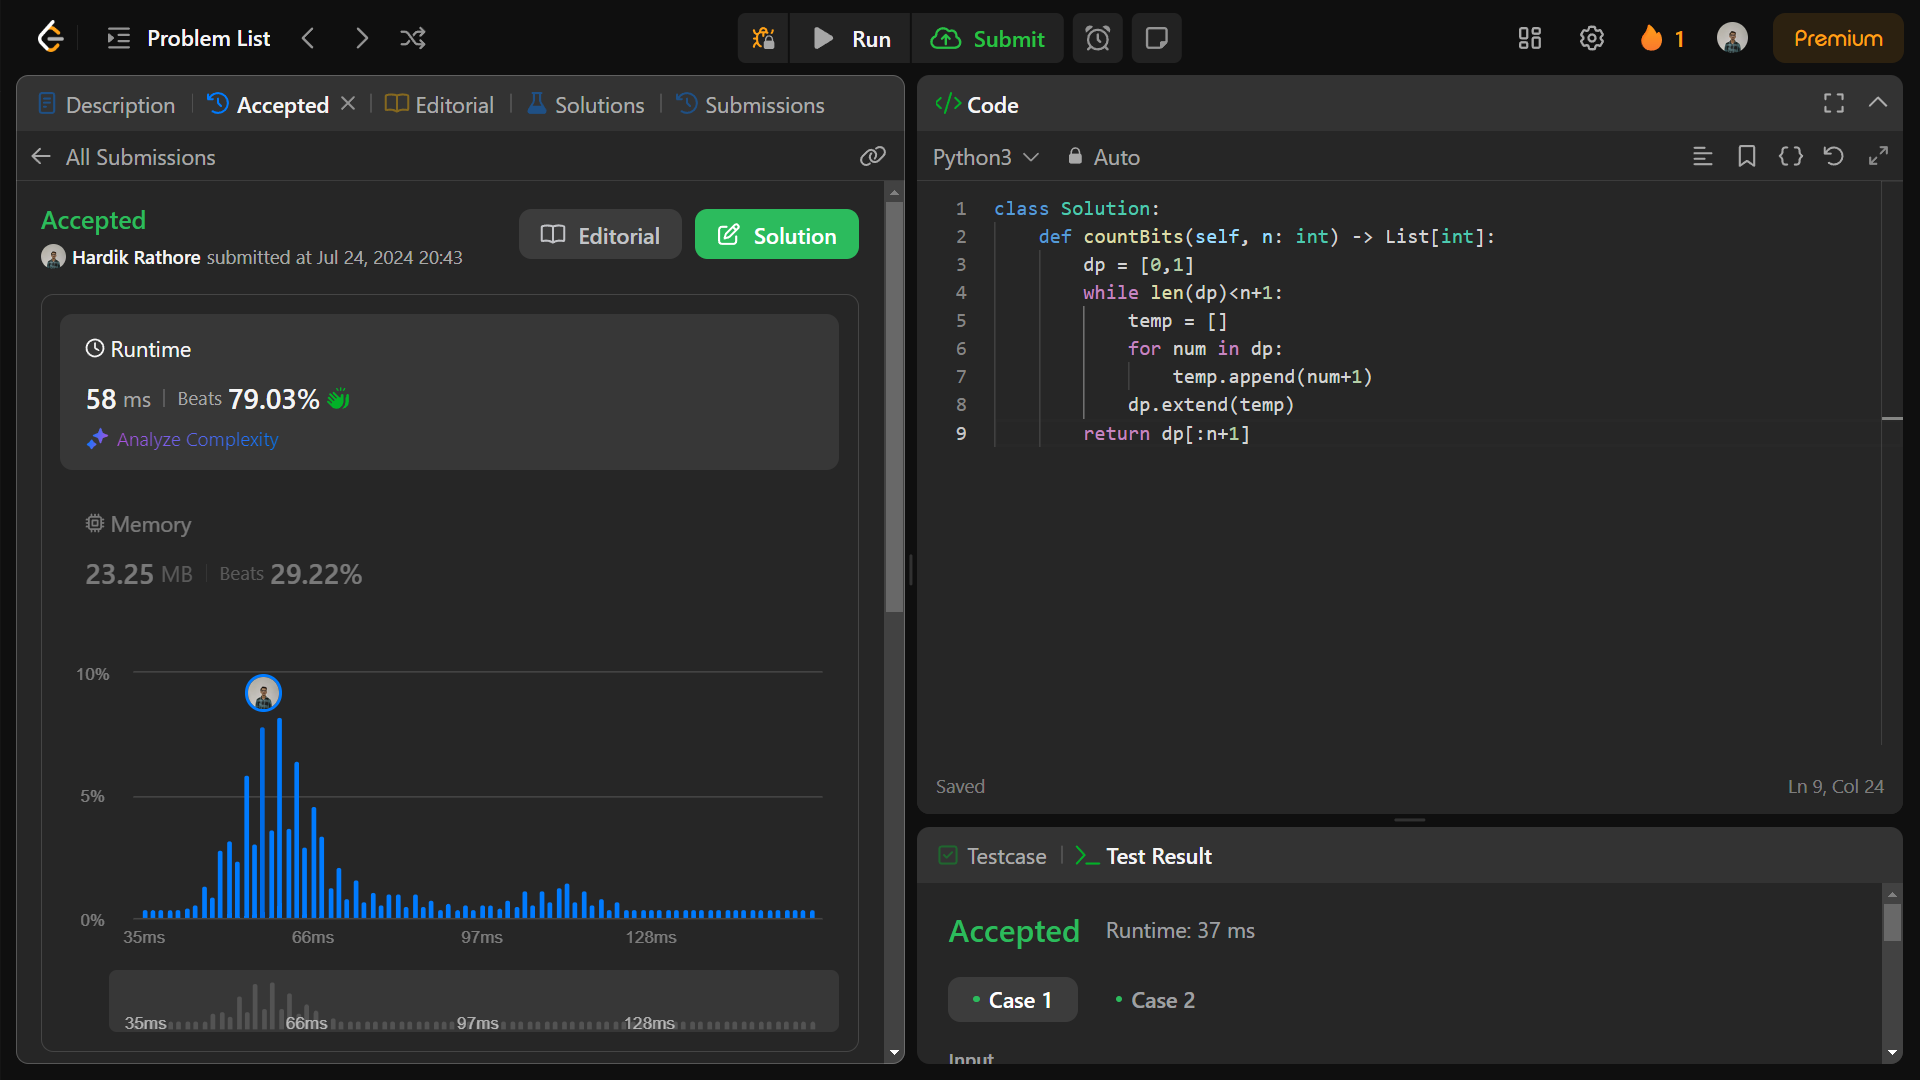 Problem List
Run
Submit
1
Premium
Description
Accepted
Editorial
Solutions
Submissions
All Submissions
Accepted
Hardik Rathore submitted at Jul 24, 2024 20:43
Editorial
Solution
Runtime
58 ms | Beats 79.03%
Analyze Complexity
Memory
23.25 MB | Beats 29.22%
10%
5%
0%
35ms 66ms 97ms 128ms
35ms 66ms 97ms 128ms
</> Code
Python3
Auto
1 class Solution:
2 def countBits(self, n: int) -> List[int]:
3 dp = [0,1]
4 while len(dp)<n+1:
5 temp = []
6 for num in dp:
7 temp.append(num+1)
8 dp.extend(temp)
9 return dp[:n+1]
Saved
Ln 9, Col 24
Testcase
Test Result
Accepted Runtime: 37 ms
Case 1
Case 2
Input